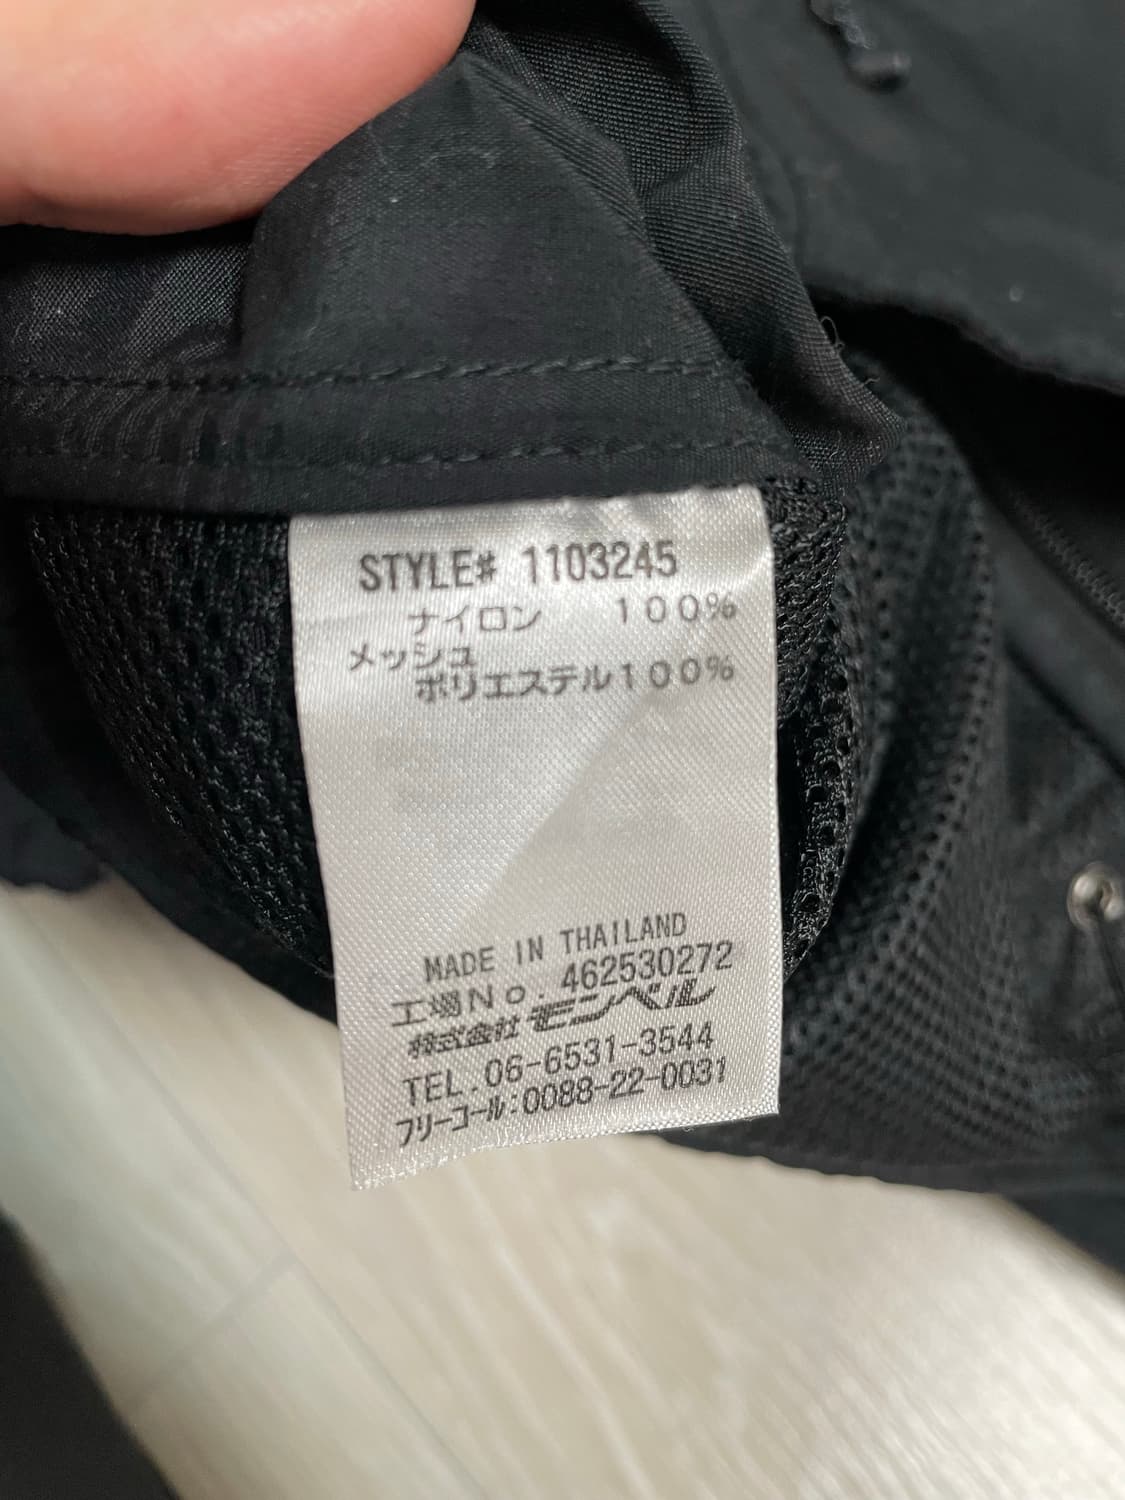 STYLE# 1103245
ナイロン 100%
メッシュ
ポリエステル100%
MADE IN THAILAND
工場No. 462530272
株式会社モンベル
TEL.06-6531-3544
フリーコール:0088-22-0031